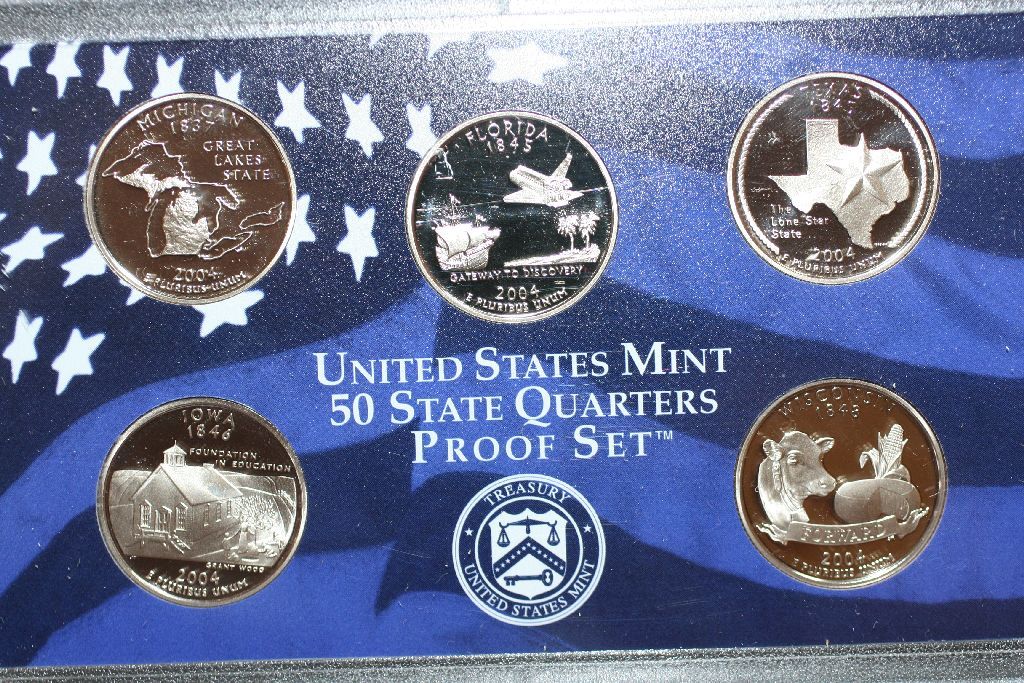 MICHIGAN
1837
GREAT
LAKES
STATE
2004
E PLURIBUS UNUM
FLORIDA
1845
GATEWAY TO DISCOVERY
2004
E PLURIBUS UNUM
TEXAS
1845
The
Lone Star
State
2004
E PLURIBUS UNUM
UNITED STATES MINT
50 STATE QUARTERS
PROOF SET™
IOWA
1846
FOUNDATION
IN EDUCATION
GRANT WOOD
2004
E PLURIBUS UNUM
TREASURY
UNITED STATES MINT
WISCONSIN
1848
FORWARD
2004
E PLURIBUS UNUM